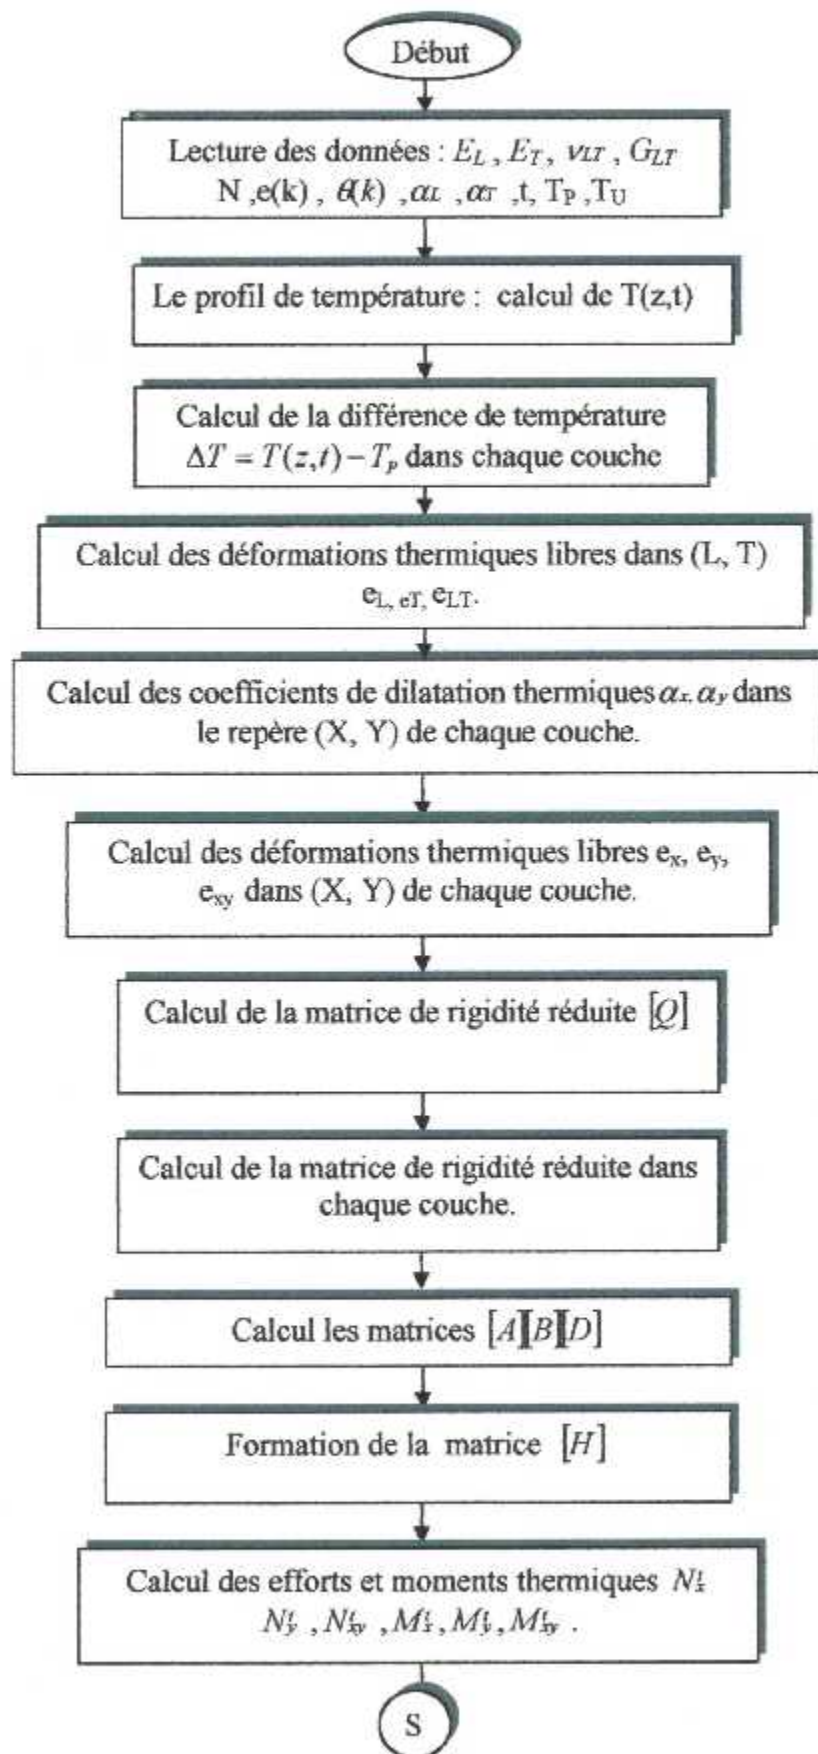 Début
Lecture des données : E_L , E_T , ν_LT , G_LT
N ,e(k) , θ(k) ,α_L ,α_T ,t, T_P ,T_U
Le profil de température : calcul de T(z,t)
Calcul de la différence de température
ΔT = T(z,t) − T_p dans chaque couche
Calcul des déformations thermiques libres dans (L, T)
e_L, e_T, e_LT.
Calcul des coefficients de dilatation thermiques α_x, α_y dans
le repère (X, Y) de chaque couche.
Calcul des déformations thermiques libres e_x, e_y,
e_xy dans (X, Y) de chaque couche.
Calcul de la matrice de rigidité réduite [Q]
Calcul de la matrice de rigidité réduite dans
chaque couche.
Calcul les matrices [A][B][D]
Formation de la matrice [H]
Calcul des efforts et moments thermiques N_x^t
N_y^t , N_xy^t , M_x^t , M_y^t , M_xy^t .
S